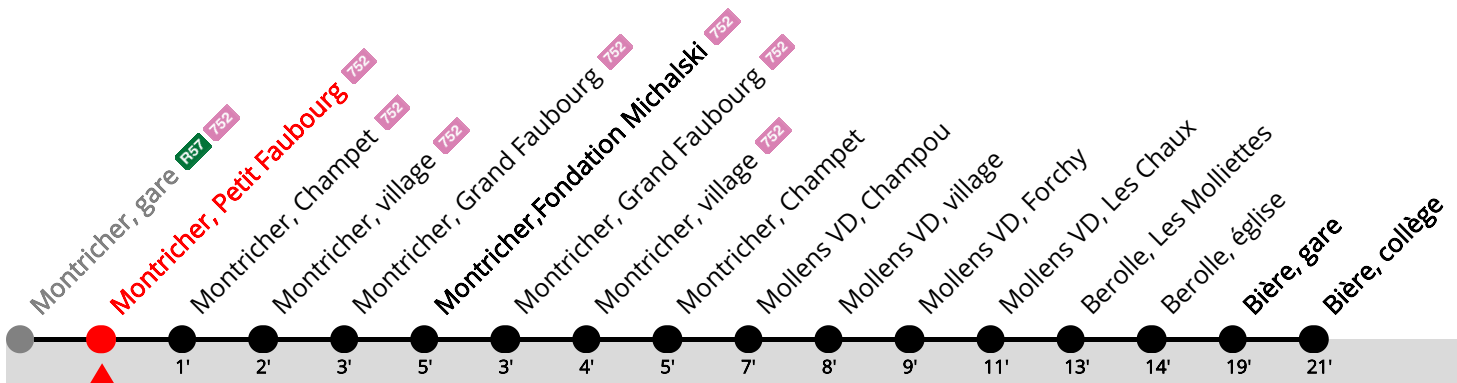 Montricher, gare R57 752
Montricher, Petit Faubourg 752
Montricher, Champet 752
Montricher, village 752
Montricher, Grand Faubourg 752
Montricher,Fondation Michalski 752
Montricher, Grand Faubourg 752
Montricher, village 752
Montricher, Champet
Mollens VD, Champou
Mollens VD, village
Mollens VD, Forchy
Mollens VD, Les Chaux
Berolle, Les Molliettes
Berolle, église
Bière, gare
Bière, collège
1' 2' 3' 5' 3' 4' 5' 7' 8' 9' 11' 13' 14' 19' 21'